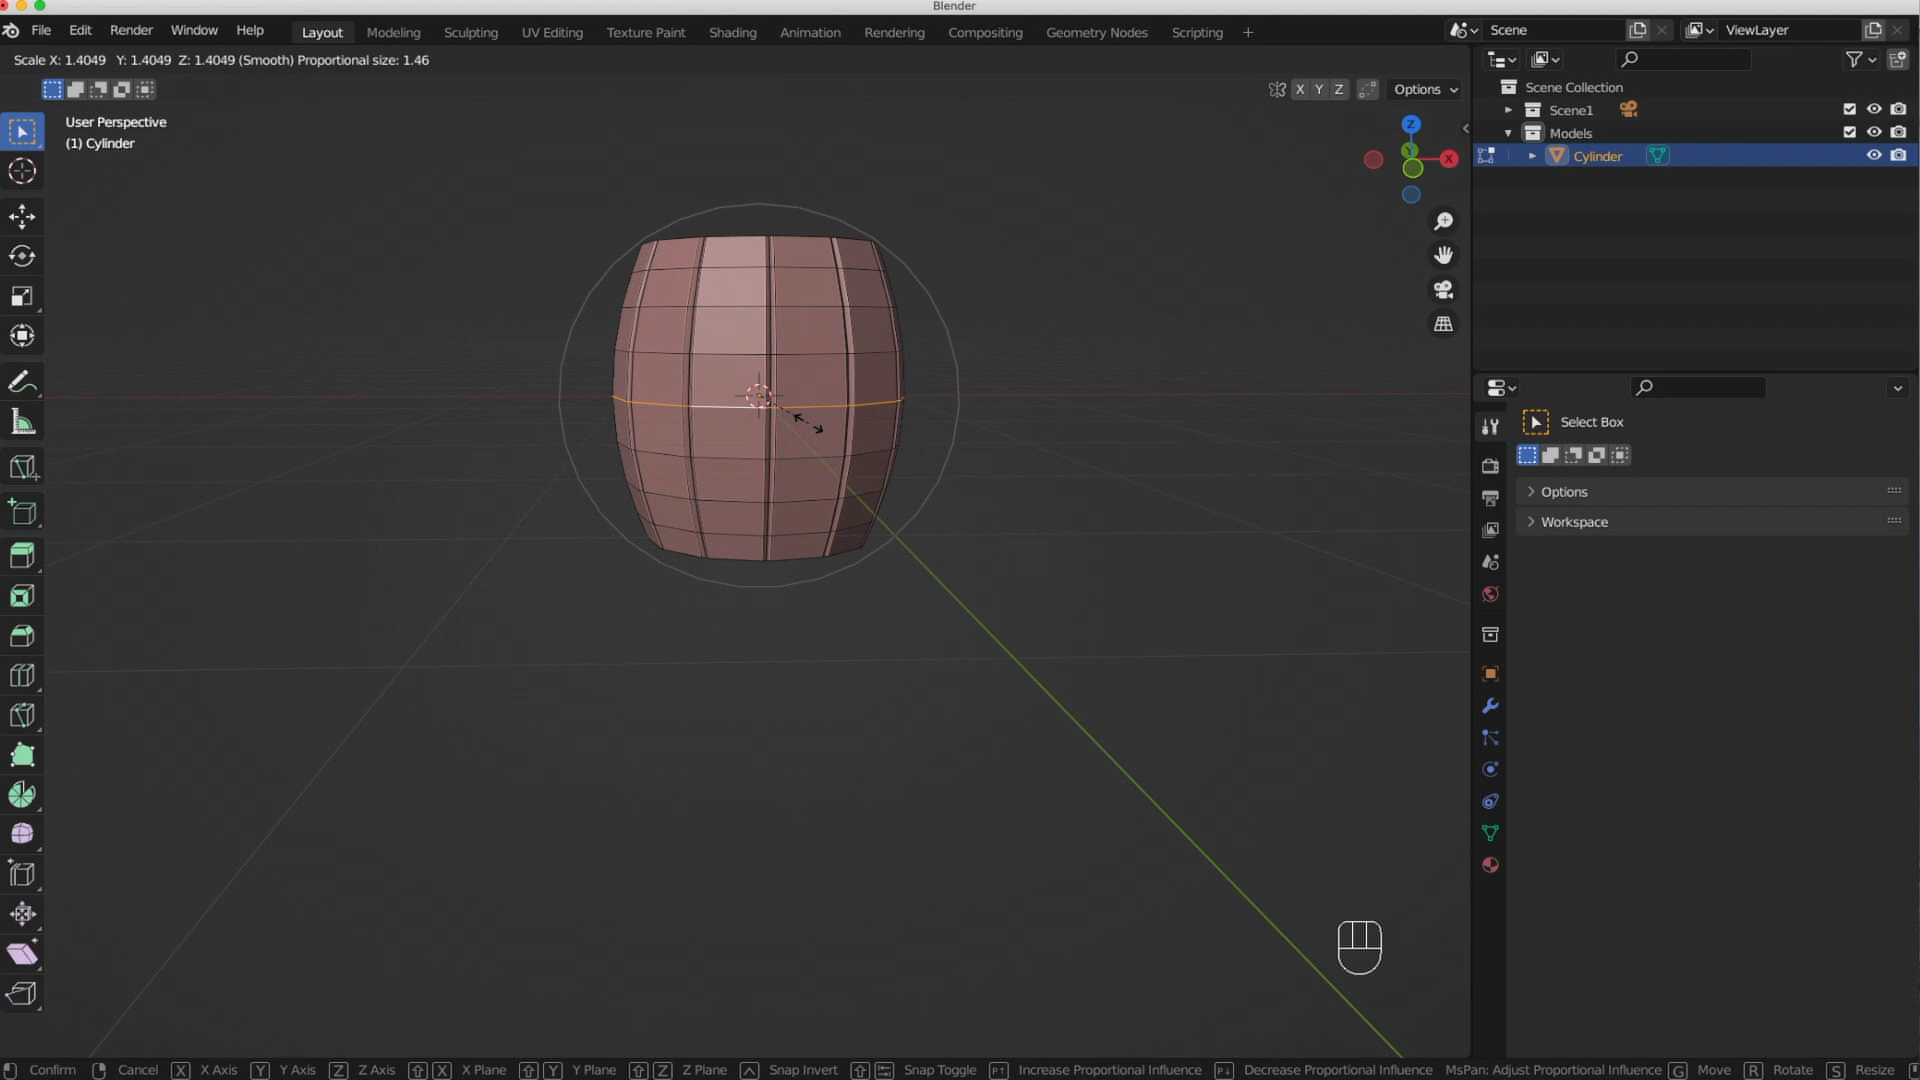 Blender
File Edit Render Window Help Layout Modeling Sculpting UV Editing Texture Paint Shading Animation Rendering Compositing Geometry Nodes Scripting + Scene ViewLayer
Scale X: 1.4049 Y: 1.4049 Z: 1.4049 (Smooth) Proportional size: 1.46
X Y Z Options
User Perspective
(1) Cylinder
Z
Y
X
Scene Collection
Scene1
Models
Cylinder
Select Box
Options
Workspace
Confirm Cancel X X Axis Y Y Axis Z Z Axis X X Plane Y Y Plane Z Z Plane Snap Invert Snap Toggle Increase Proportional Influence Decrease Proportional Influence MsPan: Adjust Proportional Influence G Move R Rotate S Resize